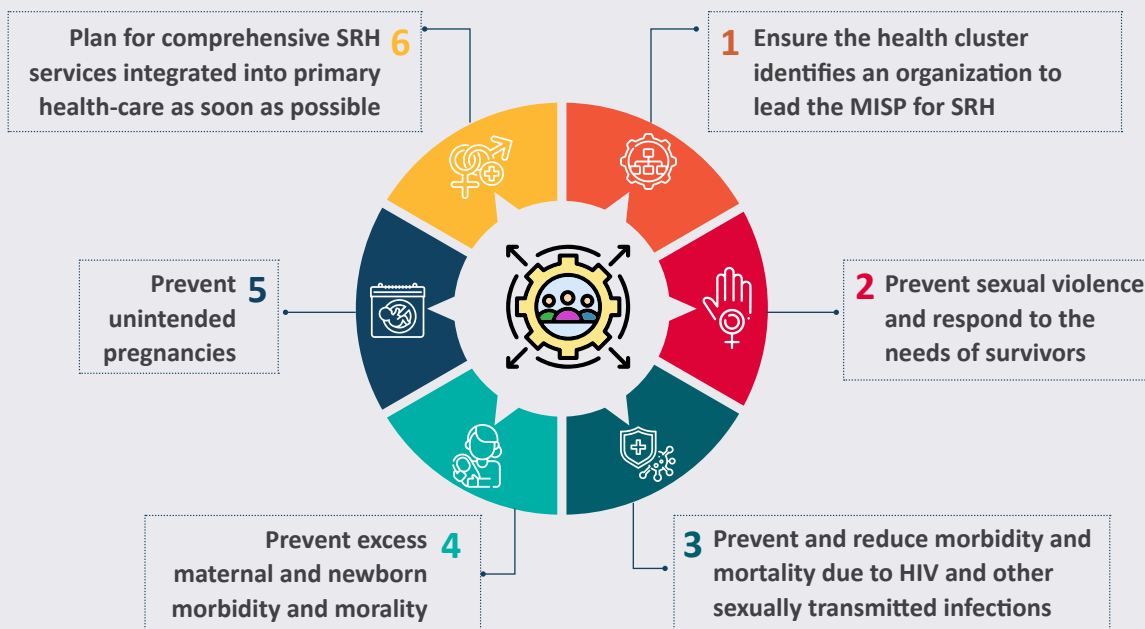 1 Ensure the health cluster
identifies an organization to
lead the MISP for SRH
2 Prevent sexual violence
and respond to the
needs of survivors
3 Prevent and reduce morbidity and
mortality due to HIV and other
sexually transmitted infections
Prevent excess 4
maternal and newborn
morbidity and morality
Prevent 5
unintended
pregnancies
Plan for comprehensive SRH 6
services integrated into primary
health-care as soon as possible